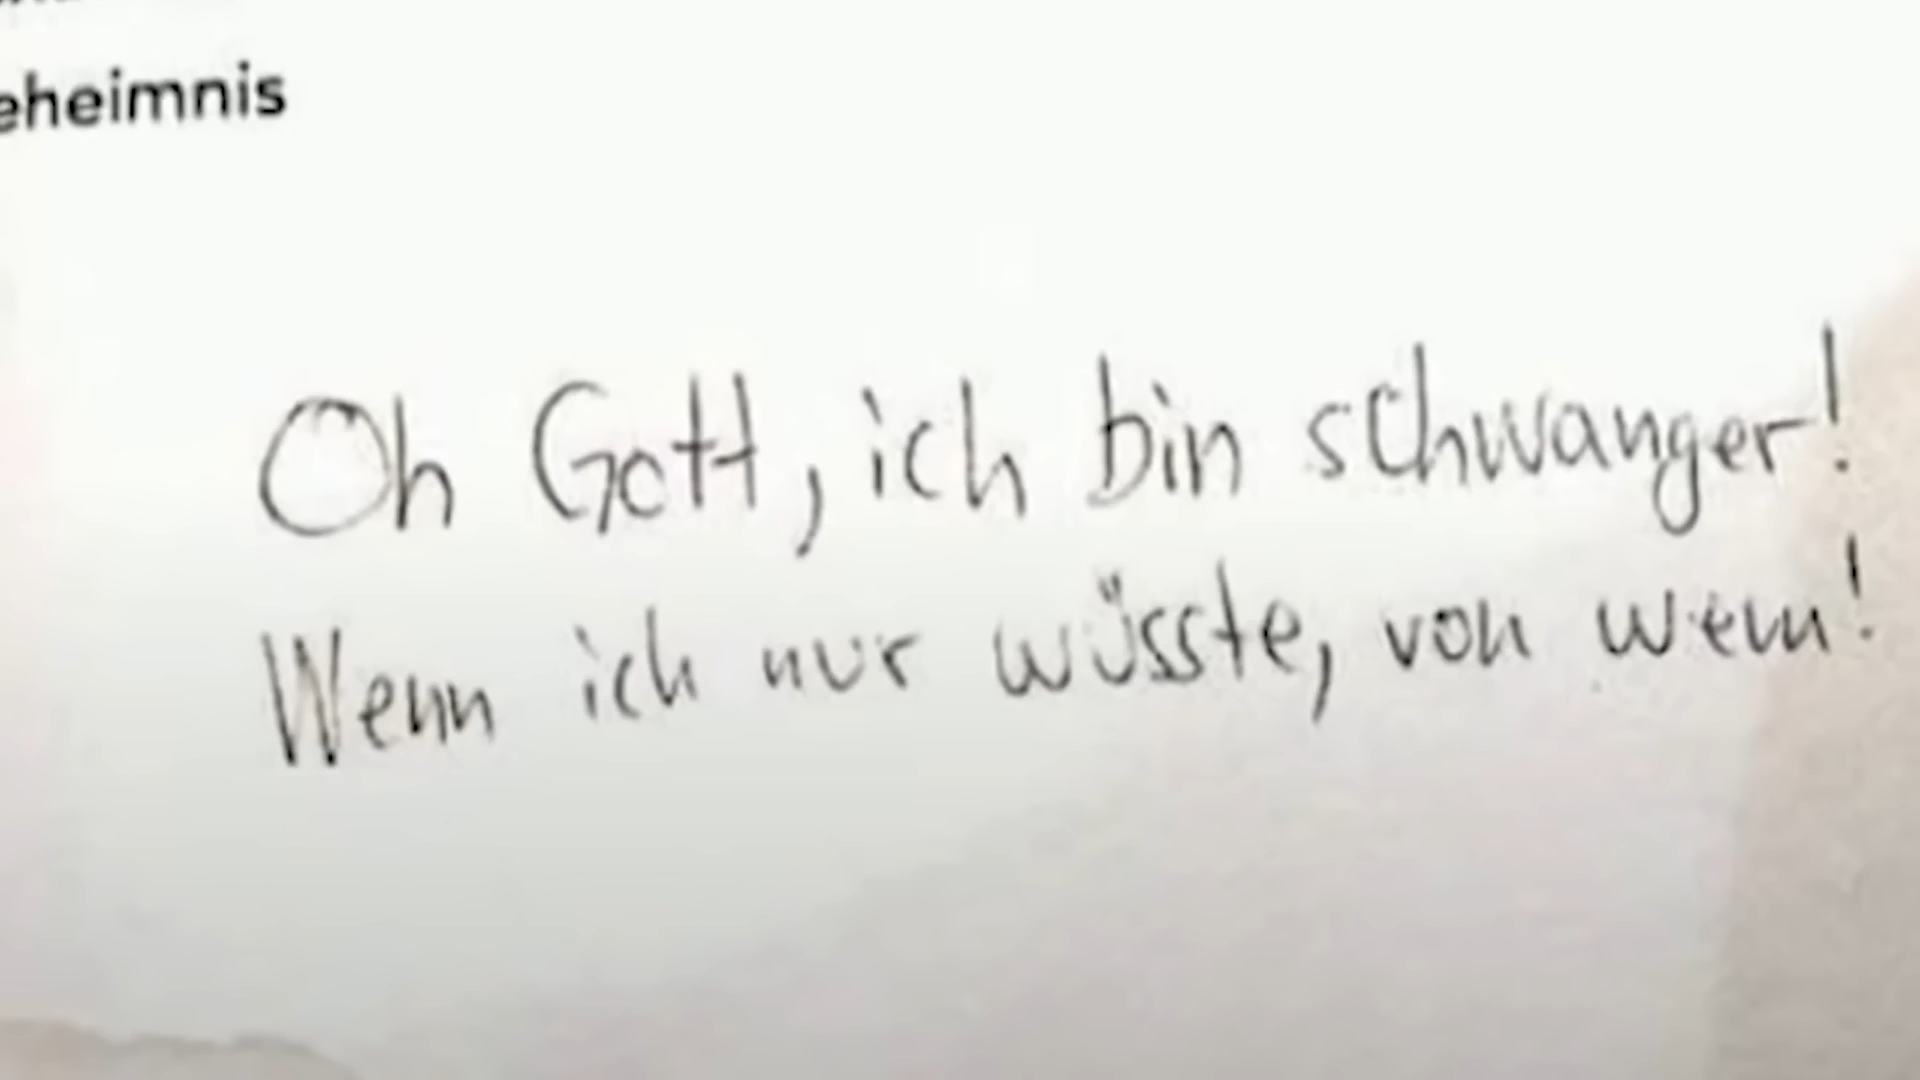 eheimnis
Oh Gott, ich bin schwanger!
Wenn ich nur wüsste, von wem!